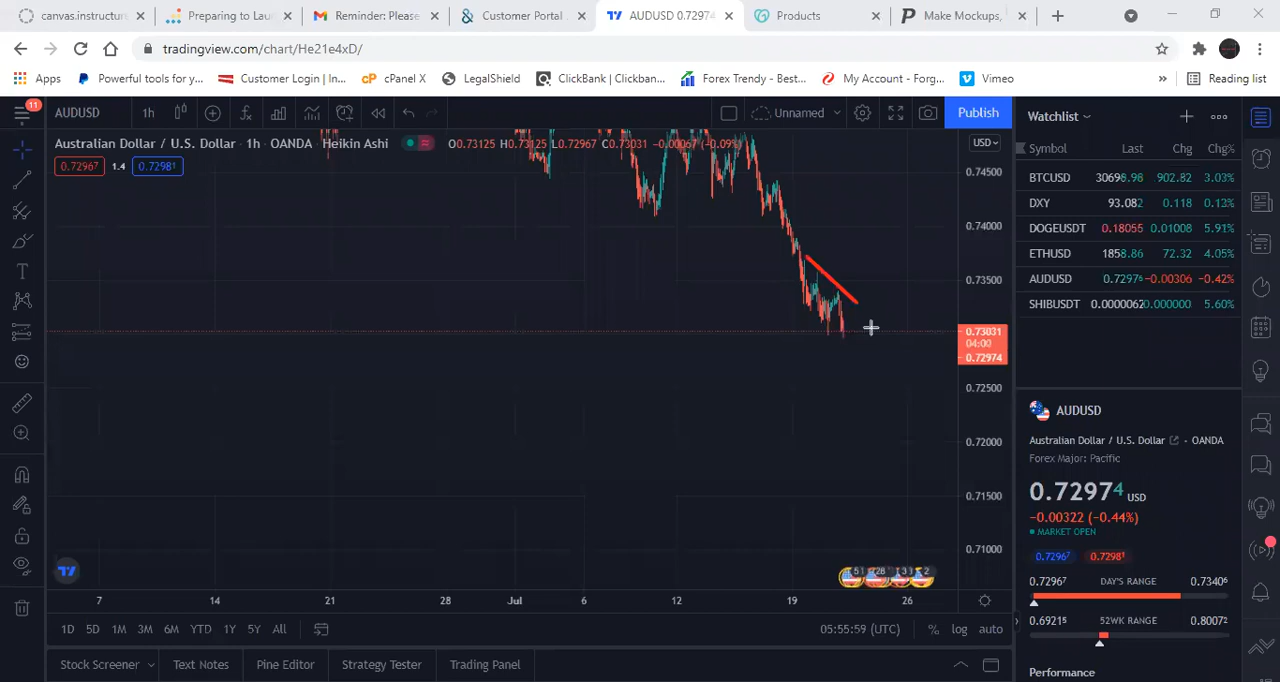 canvas.instructure
Preparing to Lau
Reminder: Please
Customer Portal
AUDUSD 0.72974
Products
Make Mockups,
tradingview.com/chart/He21e4xD/
Apps
Powerful tools for y...
Customer Login | In...
cPanel X
LegalShield
ClickBank | Clickban...
Forex Trendy - Best...
My Account - Forg...
Vimeo
»
Reading list
11
AUDUSD
1h
Unnamed
Publish
Watchlist
Australian Dollar / U.S. Dollar · 1h · OANDA · Heikin Ashi
O0.73125 H0.73125 L0.72967 C0.73031 -0.00067 (-0.09%)
USD
0.72967
1.4
0.72981
Symbol Last Chg Chg%
BTCUSD 30698.98 902.82 3.03%
DXY 93.082 0.118 0.13%
DOGEUSDT 0.18055 0.01008 5.91%
ETHUSD 1858.86 72.32 4.05%
AUDUSD 0.72975 -0.00306 -0.42%
SHIBUSDT 0.0000062 0.000000 5.60%
0.74500
0.74000
0.73500
0.73031
04:00
0.72974
0.72500
0.72000
0.71500
0.71000
AUDUSD
Australian Dollar / U.S. Dollar · OANDA
Forex Major: Pacific
0.72974 USD
−0.00322 (−0.44%)
MARKET OPEN
0.72967 0.72981
0.72967 DAY'S RANGE 0.73406
0.69215 52WK RANGE 0.80072
Performance
7 14 21 28 Jul 6 12 19 26
1D 5D 1M 3M 6M YTD 1Y 5Y All
05:55:59 (UTC)
% log auto
Stock Screener
Text Notes
Pine Editor
Strategy Tester
Trading Panel